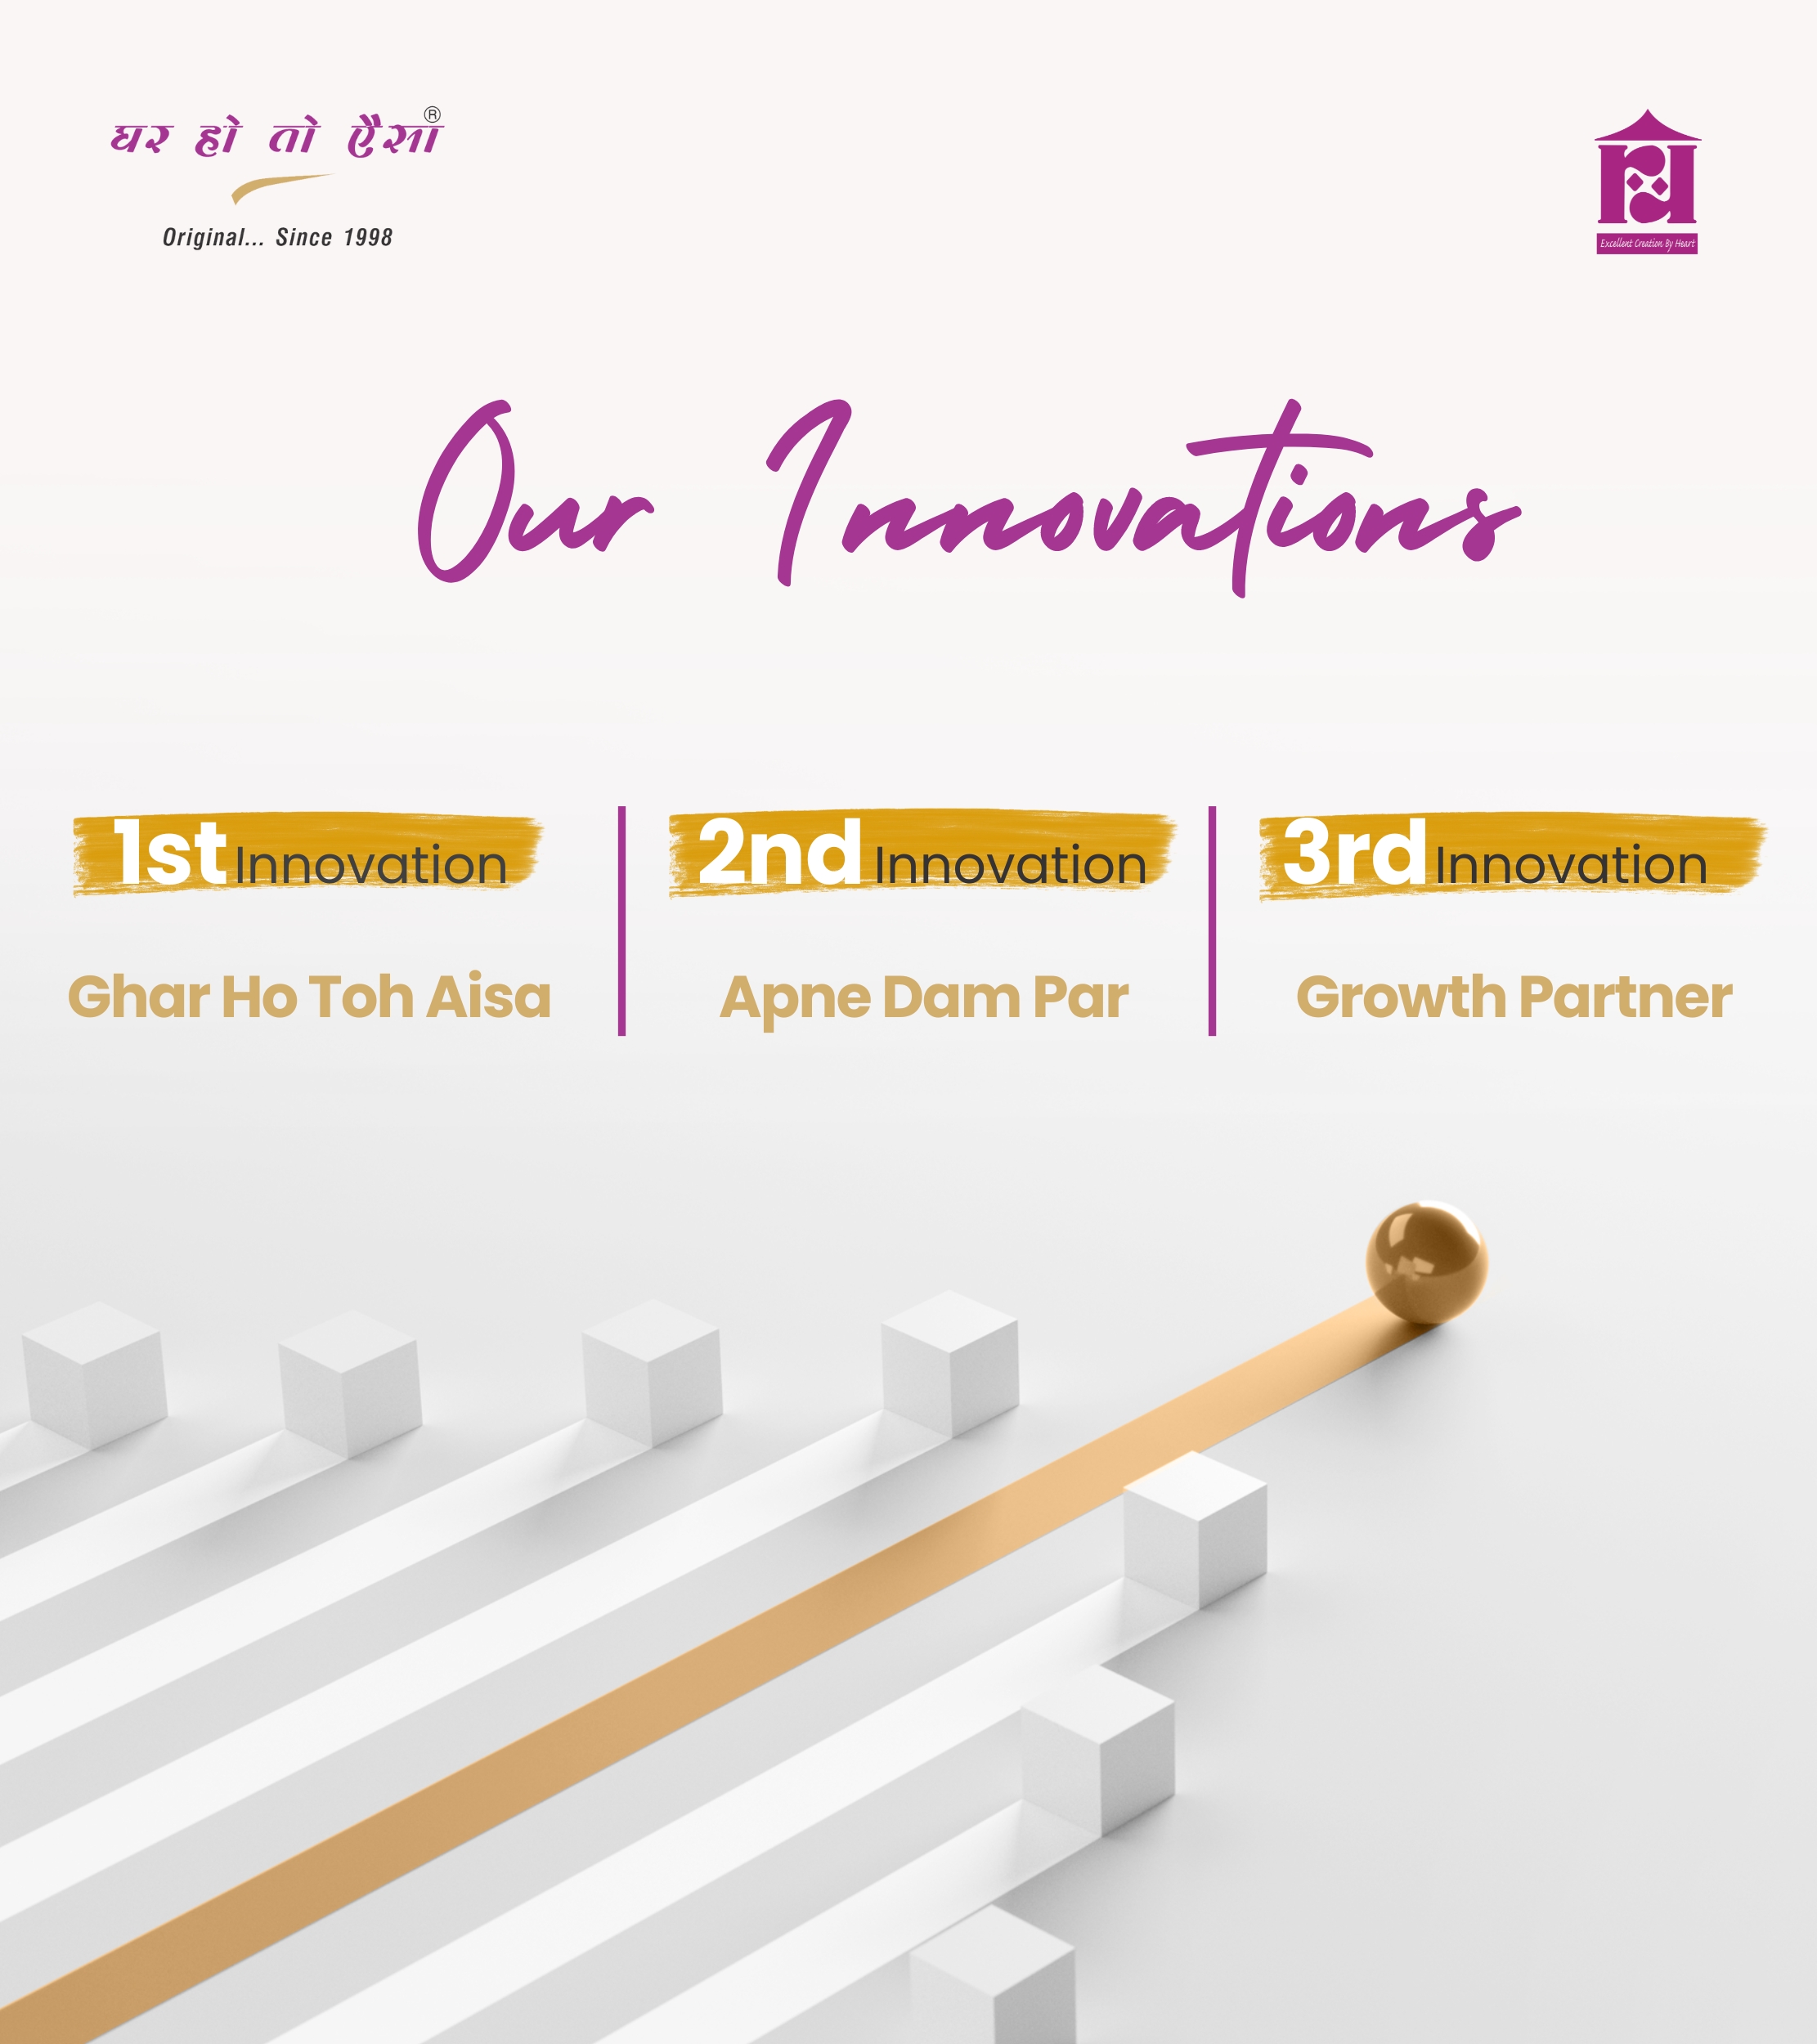 घर हो तो ऐैसा®
Original... Since 1998
Excellent Creation By Heart
Our Innovations
1st Innovation
2nd Innovation
3rd Innovation
Ghar Ho Toh Aisa
Apne Dam Par
Growth Partner